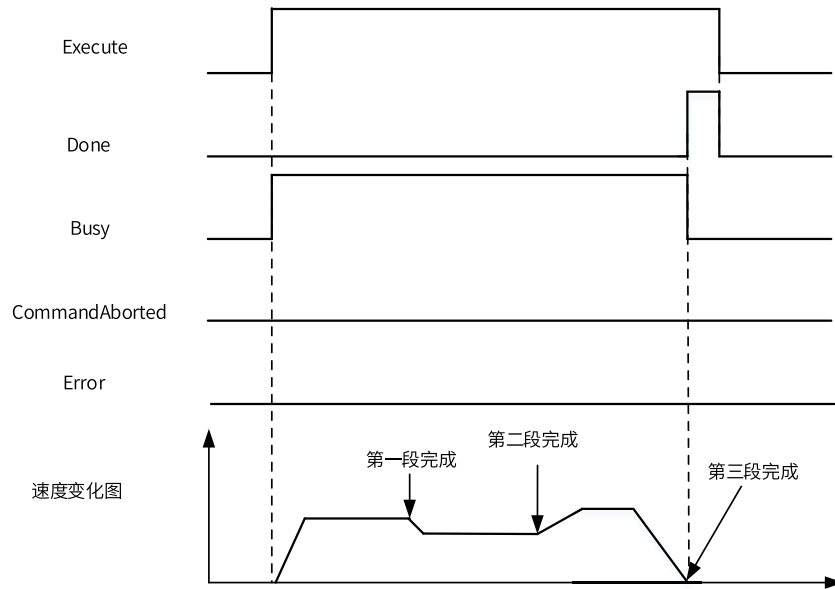 Execute
Done
Busy
CommandAborted
Error
第一段完成
第二段完成
第三段完成
速度变化图